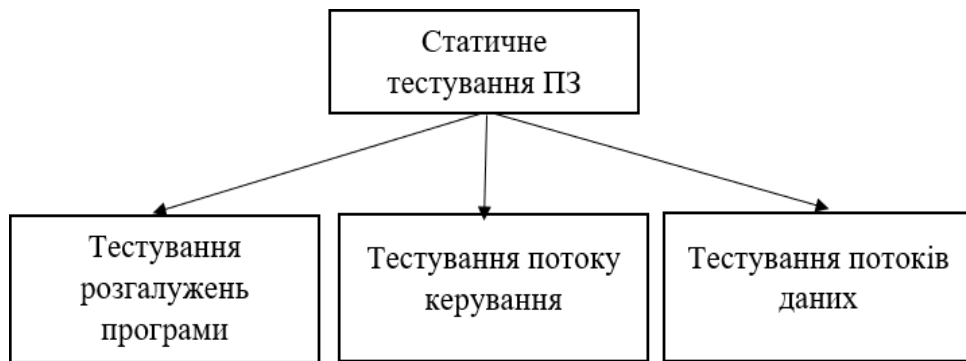 Статичне
тестування ПЗ
Тестування
розгалужень
програми
Тестування потоку
керування
Тестування потоків
даних